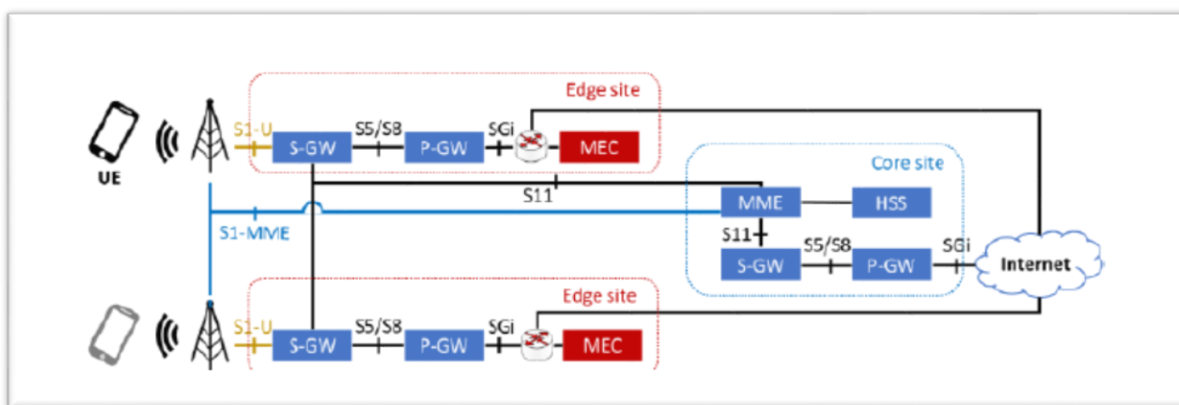 Edge site
S1-U
S-GW
S5/S8
P-GW
SGi
MEC
UE
Core site
S11
MME
HSS
S1-MME
S11
S-GW
S5/S8
P-GW
SGi
Internet
Edge site
S1-U
S-GW
S5/S8
P-GW
SGi
MEC